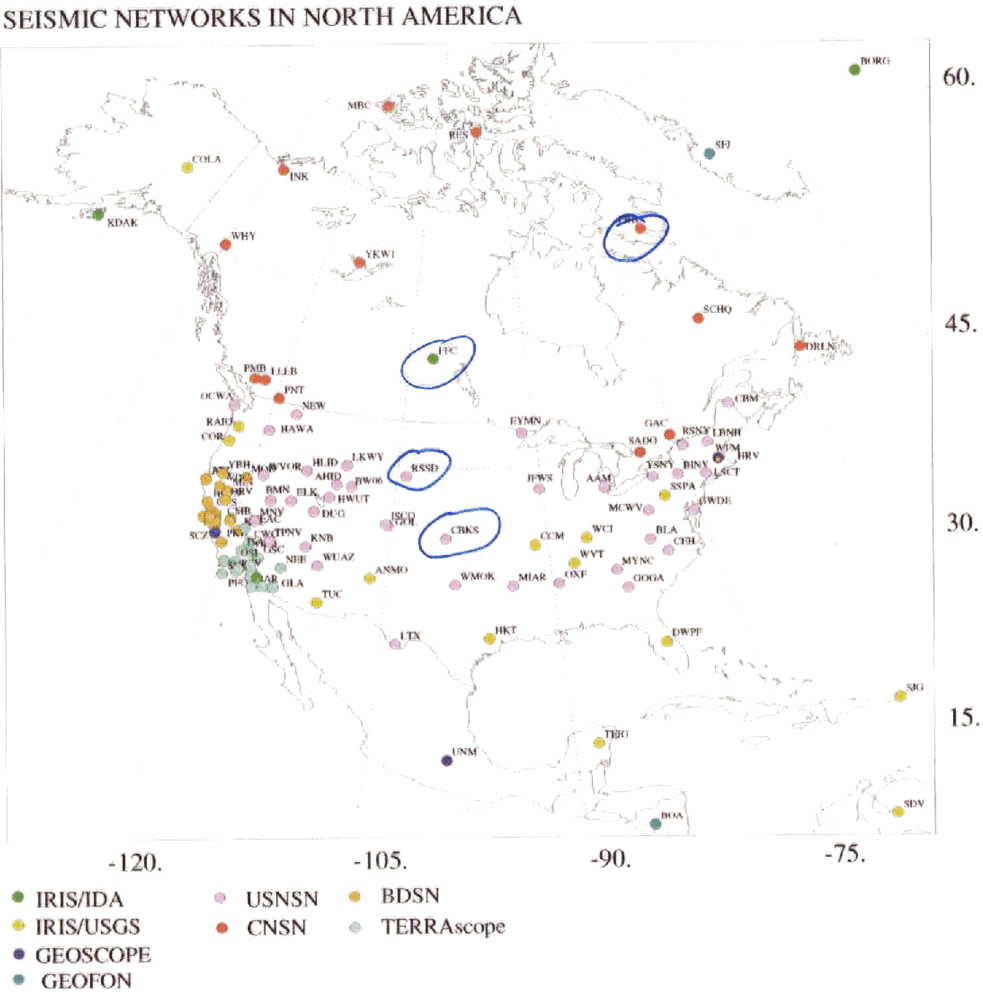 SEISMIC NETWORKS IN NORTH AMERICA
BORG
60.
MBC
RES
SFJ
COLA
INK
KDAK
WHY
YKW1
SCHQ
45.
DRLN
FFC
PMB LLLB
PNT
OCWA
NEW
CBM
RAIO
HAWA
EYMN
GAC
RSNY LBNH
COR
SADO
WFM
HRV
YBH
WVOR
HLID
LKWY
RSSD
YSNY
BINY
LSCT
AHID
BW06
JFWS
AAM
BMN
ELK
HWUT
SSPA
CMB
MNV
DUG
ISCO
MCWV
GWDE
30.
GOL
SCZ
TPNV
KNB
CBKS
CCM
WCI
BLA
CEH
GSC
NEE
WUAZ
ANMO
WVT
MYNC
PFO
BAR
GLA
WMOK
MIAR
OXF
GOGA
TUC
LTX
HKT
DWPF
SJG
15.
UNM
TEIG
BOA
SDV
-120.
-105.
-90.
-75.
IRIS/IDA
USNSN
BDSN
IRIS/USGS
CNSN
TERRAscope
GEOSCOPE
GEOFON